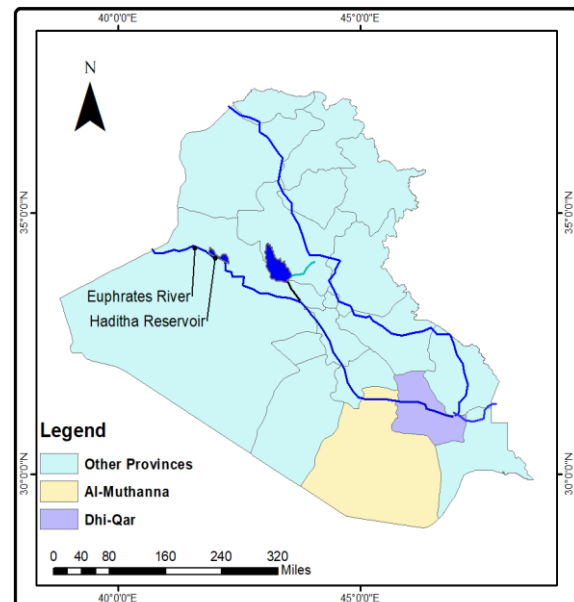 40°0'0"E 45°0'0"E
N
35°0'0"N 35°0'0"N
Euphrates River
Haditha Reservoir
Legend
Other Provinces
Al-Muthanna
Dhi-Qar
30°0'0"N 30°0'0"N
0 20 40 80 160 240 320
Miles
40°0'0"E 45°0'0"E